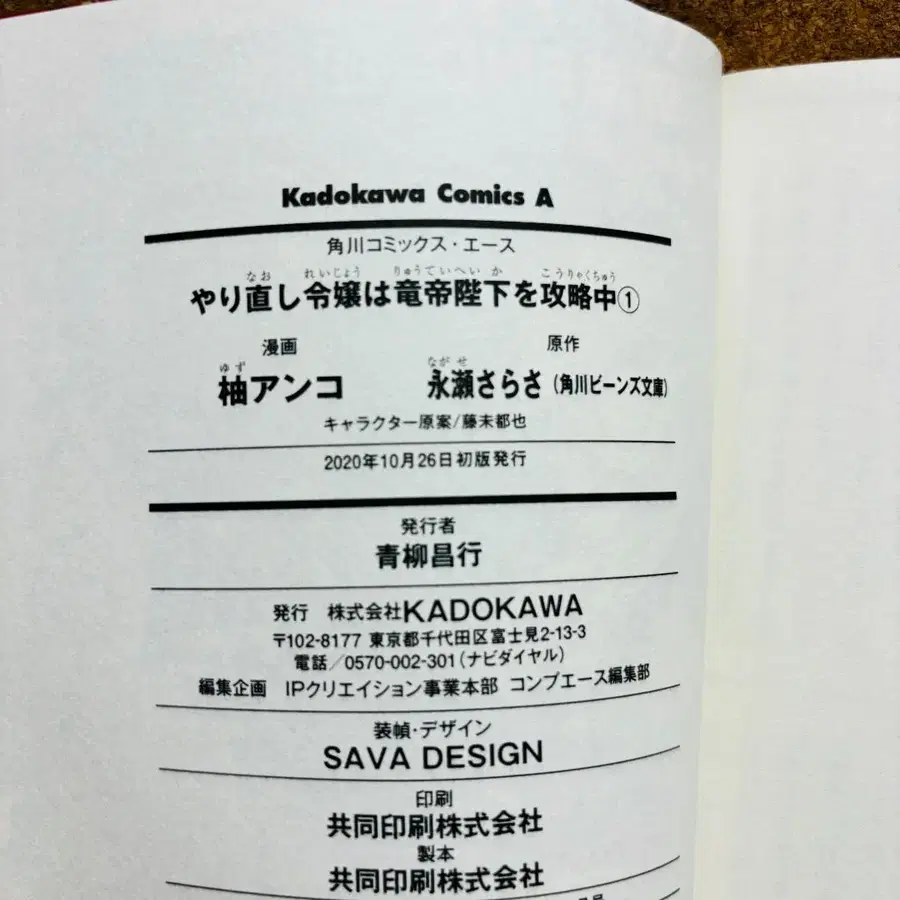 Kadokawa Comics A
角川コミックス・エース
なお れいじょう りゅうていへいか こうりゃくちゅう
やり直し令嬢は竜帝陛下を攻略中①
漫画 原作
ゆず ながせ
柚アンコ 永瀬さらさ(角川ビーンズ文庫)
キャラクター原案/藤未都也
2020年10月26日初版発行
発行者
青柳昌行
発行 株式会社KADOKAWA
〒102-8177 東京都千代田区富士見2-13-3
電話/0570-002-301(ナビダイヤル)
編集企画 IPクリエイション事業本部 コンプエース編集部
装幀・デザイン
SAVA DESIGN
印刷
共同印刷株式会社
製本
共同印刷株式会社